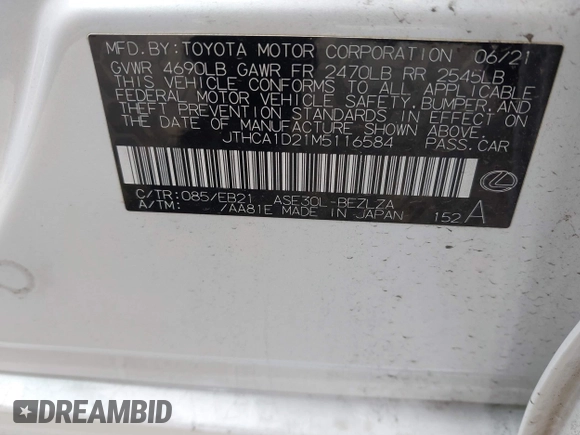 MFD. BY: TOYOTA MOTOR CORPORATION 06/21
GVWR 4690LB GAWR FR 2470LB RR 2545LB
THIS VEHICLE CONFORMS TO ALL APPLICABLE
FEDERAL MOTOR VEHICLE SAFETY, BUMPER, AND
THEFT PREVENTION STANDARDS IN EFFECT ON
THE DATE OF MANUFACTURE SHOWN ABOVE.
JTHCA1D21M5116584 PASS.CAR
C/TR: 085/EB21 ASE30L-BEZLZA
A/TM: /AA81E MADE IN JAPAN 152 A
DREAMBID